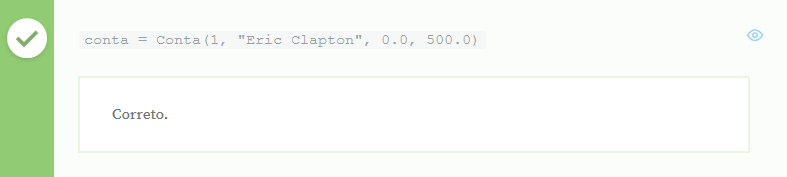 conta = Conta(1, "Eric Clapton", 0.0, 500.0)
Correto.